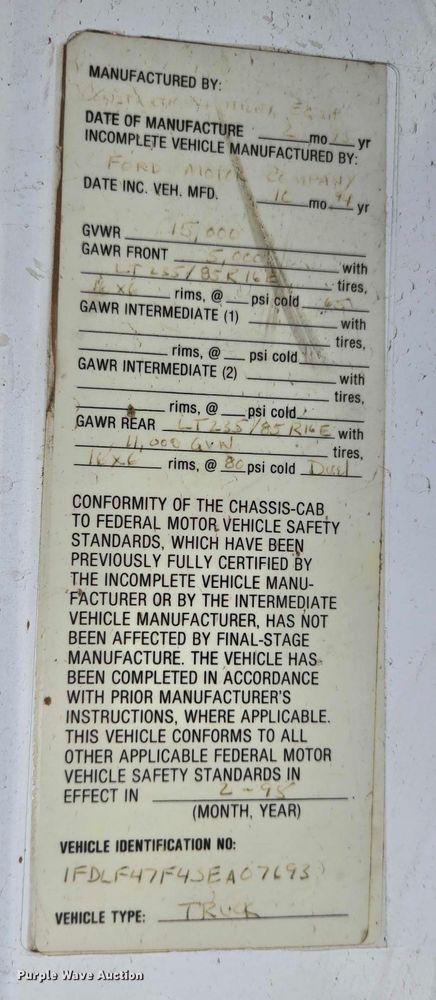 MANUFACTURED BY:
DATE OF MANUFACTURE 2 mo. yr
INCOMPLETE VEHICLE MANUFACTURED BY:
FORD MOTOR COMPANY
DATE INC. VEH. MFD. mo. 94 yr
GVWR 15,000
GAWR FRONT 5,000 with
LT 235/85R16E tires,
16x6 rims, @ psi cold 65
GAWR INTERMEDIATE (1) with
tires,
rims, @ psi cold
GAWR INTERMEDIATE (2) with
tires,
rims, @ psi cold
GAWR REAR LT235/85R16E with
11,000 GVW tires,
16x6 rims, @ 80 psi cold Dual
CONFORMITY OF THE CHASSIS-CAB
TO FEDERAL MOTOR VEHICLE SAFETY
STANDARDS, WHICH HAVE BEEN
PREVIOUSLY FULLY CERTIFIED BY
THE INCOMPLETE VEHICLE MANU-
FACTURER OR BY THE INTERMEDIATE
VEHICLE MANUFACTURER, HAS NOT
BEEN AFFECTED BY FINAL-STAGE
MANUFACTURE. THE VEHICLE HAS
BEEN COMPLETED IN ACCORDANCE
WITH PRIOR MANUFACTURER'S
INSTRUCTIONS, WHERE APPLICABLE.
THIS VEHICLE CONFORMS TO ALL
OTHER APPLICABLE FEDERAL MOTOR
VEHICLE SAFETY STANDARDS IN
EFFECT IN 2-95
(MONTH, YEAR)
VEHICLE IDENTIFICATION NO:
1FDLF47F4SEA07693
VEHICLE TYPE: TRUCK
Purple Wave Auction